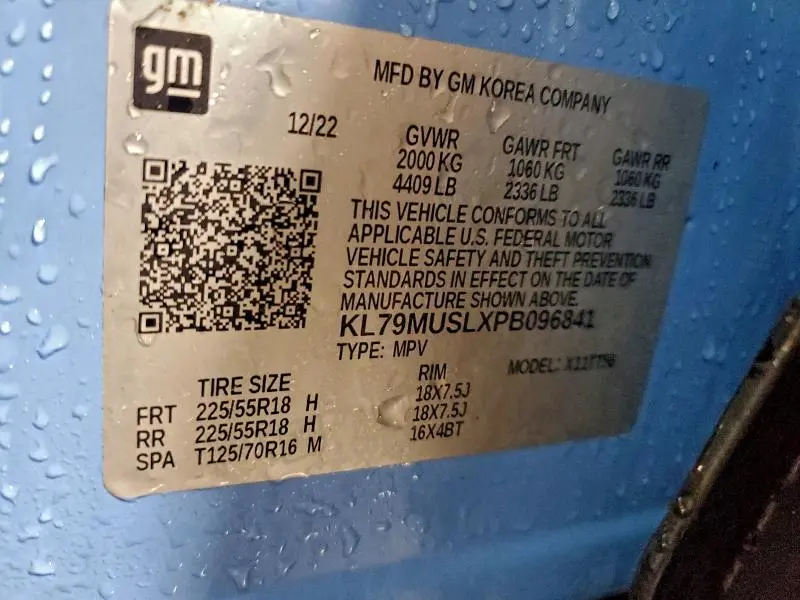 gm
MFD BY GM KOREA COMPANY
12/22
GVWR GAWR FRT GAWR RR
2000 KG 1060 KG 1060 KG
4409 LB 2336 LB 2336 LB
THIS VEHICLE CONFORMS TO ALL
APPLICABLE U.S. FEDERAL MOTOR
VEHICLE SAFETY AND THEFT PREVENTION
STANDARDS IN EFFECT ON THE DATE OF
MANUFACTURE SHOWN ABOVE.
KL79MUSLXPB096841
TYPE: MPV MODEL:
TIRE SIZE RIM
FRT 225/55R18 H 18X7.5J
RR 225/55R18 H 18X7.5J
SPA T125/70R16 M 16X4BT